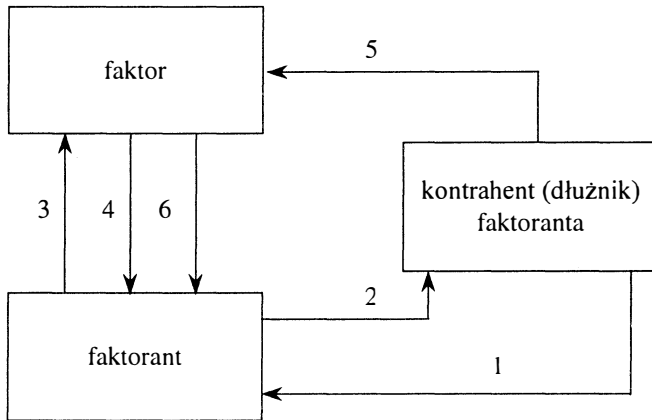 faktor
5
kontrahent (dłużnik)
faktoranta
3 4 6
2
faktorant
1